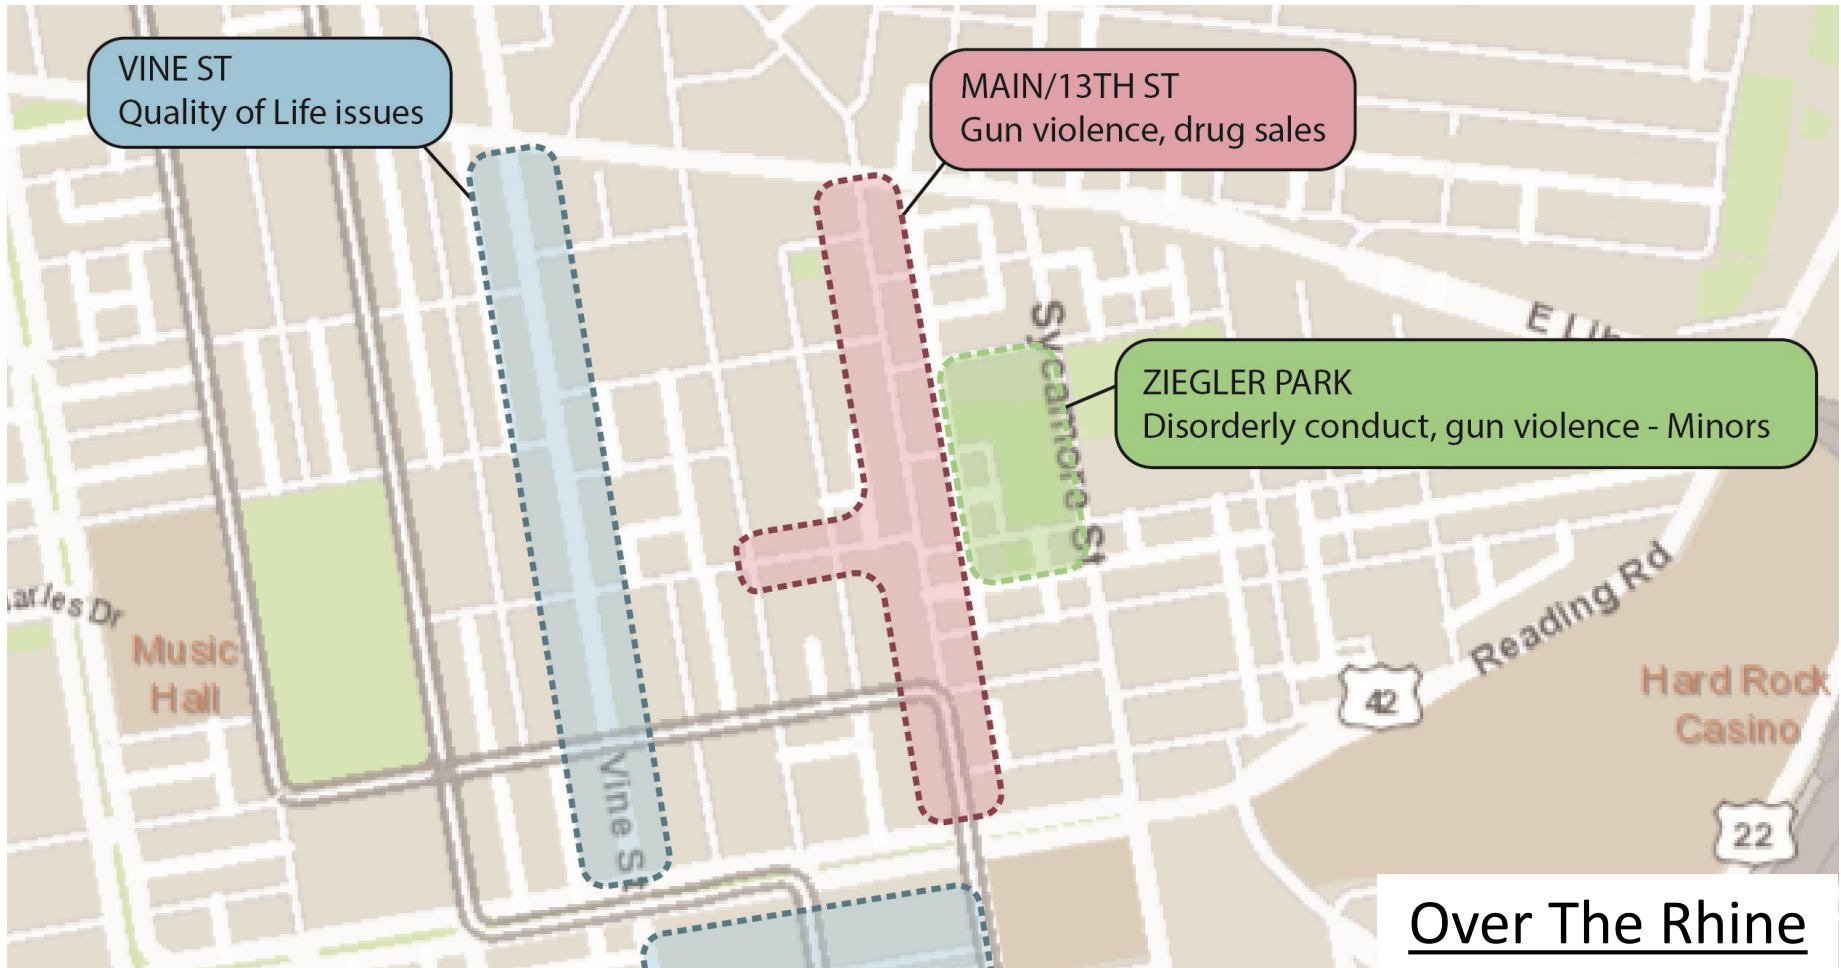 VINE ST
Quality of Life issues
MAIN/13TH ST
Gun violence, drug sales
Sycamore St
ZIEGLER PARK
Disorderly conduct, gun violence - Minors
Dr
Music
Hall
Reading Rd
42
Hard Rock
Casino
Vine St
22
Over The Rhine